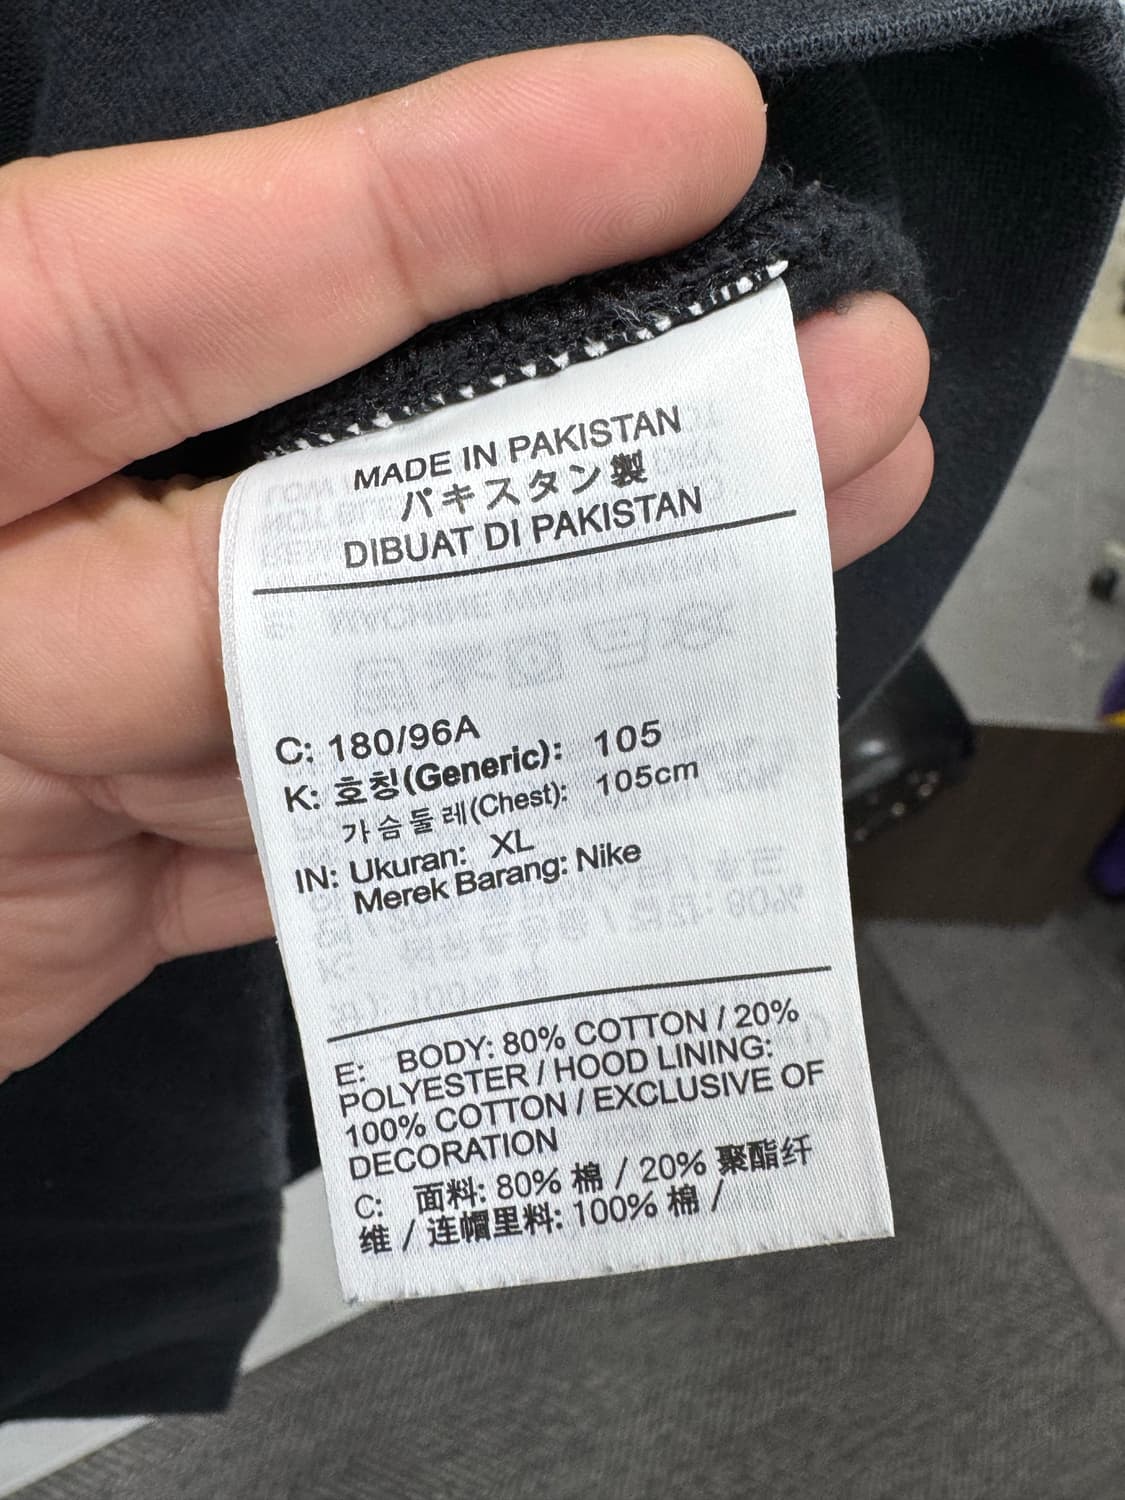 MADE IN PAKISTAN
パキスタン製
DIBUAT DI PAKISTAN
C: 180/96A
K: 호칭(Generic): 105
가슴둘레(Chest): 105cm
IN: Ukuran: XL
Merek Barang: Nike
E: BODY: 80% COTTON / 20%
POLYESTER / HOOD LINING:
100% COTTON / EXCLUSIVE OF
DECORATION
C: 面料: 80% 棉 / 20% 聚酯纤
维 / 连帽里料: 100% 棉 /